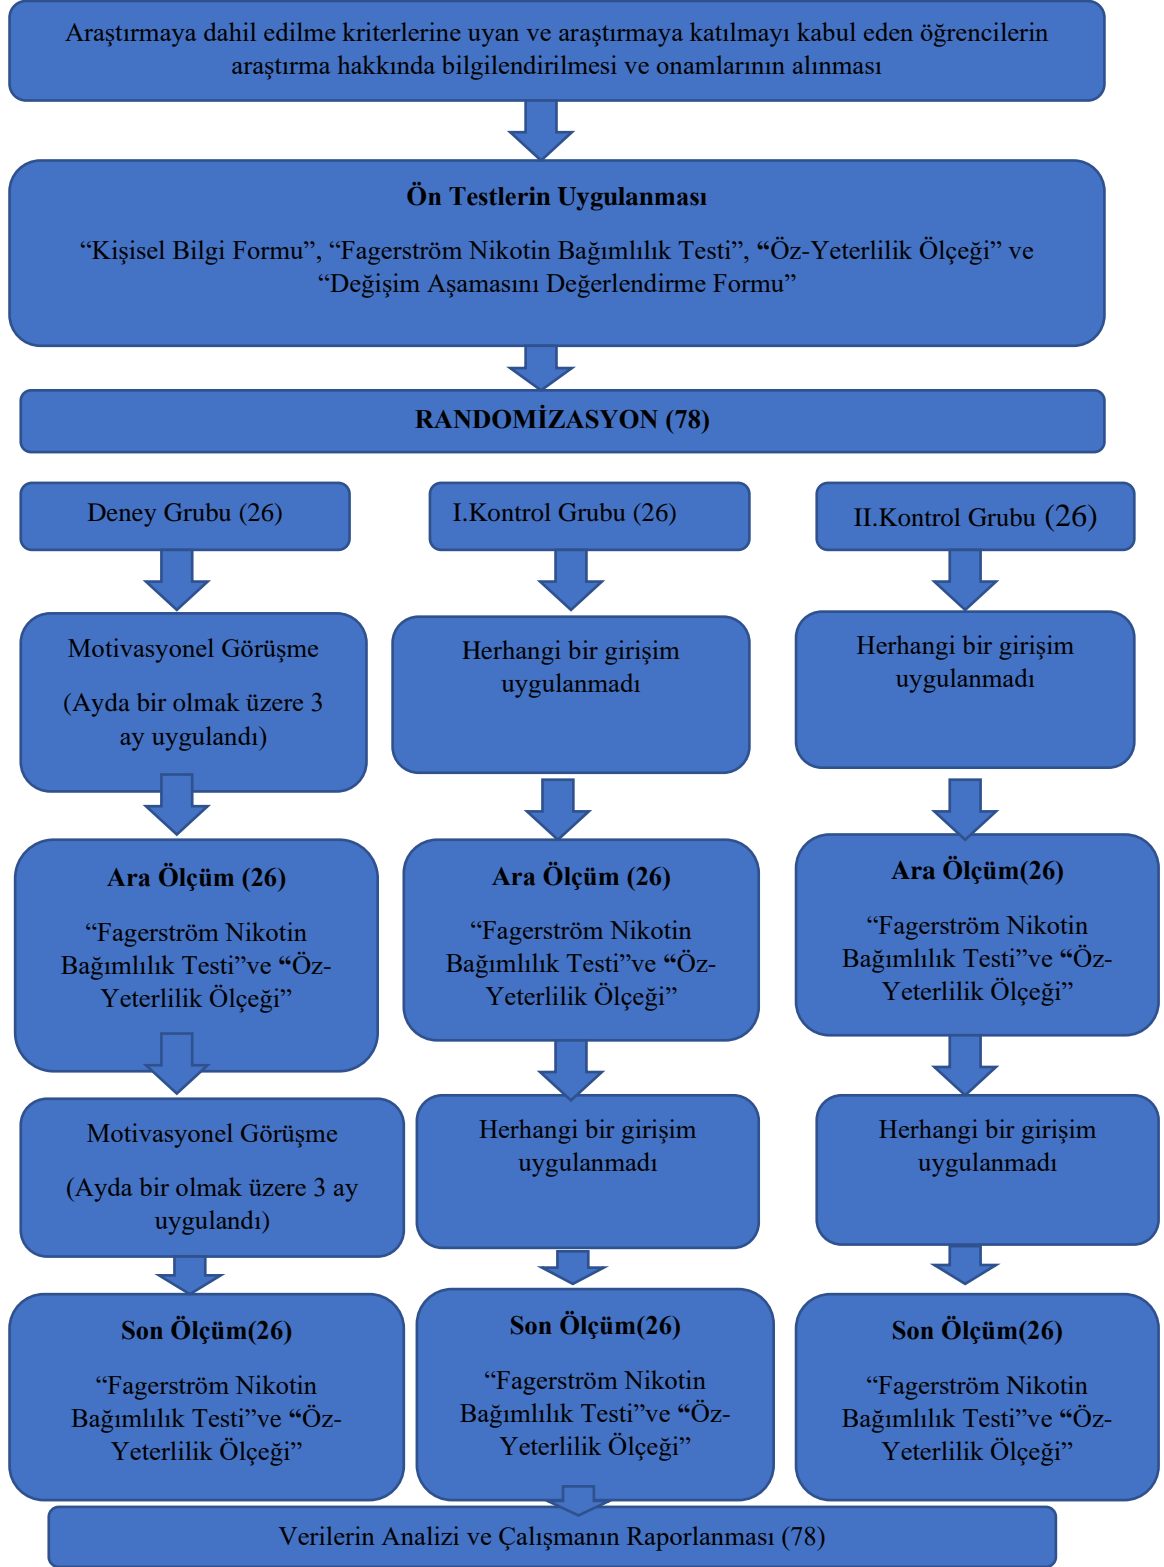 Araştırmaya dahil edilme kriterlerine uyan ve araştırmaya katılmayı kabul eden öğrencilerin
araştırma hakkında bilgilendirilmesi ve onamlarının alınması
Ön Testlerin Uygulanması
“Kişisel Bilgi Formu”, “Fagerström Nikotin Bağımlılık Testi”, “Öz-Yeterlilik Ölçeği” ve
“Değişim Aşamasını Değerlendirme Formu”
RANDOMİZASYON (78)
Deney Grubu (26)
I.Kontrol Grubu (26)
II.Kontrol Grubu (26)
Motivasyonel Görüşme
(Ayda bir olmak üzere 3
ay uygulandı)
Herhangi bir girişim
uygulanmadı
Herhangi bir girişim
uygulanmadı
Ara Ölçüm (26)
“Fagerström Nikotin
Bağımlılık Testi”ve “Öz-
Yeterlilik Ölçeği”
Ara Ölçüm (26)
“Fagerström Nikotin
Bağımlılık Testi”ve “Öz-
Yeterlilik Ölçeği”
Ara Ölçüm(26)
“Fagerström Nikotin
Bağımlılık Testi”ve “Öz-
Yeterlilik Ölçeği”
Motivasyonel Görüşme
(Ayda bir olmak üzere 3 ay
uygulandı)
Herhangi bir girişim
uygulanmadı
Herhangi bir girişim
uygulanmadı
Son Ölçüm(26)
“Fagerström Nikotin
Bağımlılık Testi”ve “Öz-
Yeterlilik Ölçeği”
Son Ölçüm(26)
“Fagerström Nikotin
Bağımlılık Testi”ve “Öz-
Yeterlilik Ölçeği”
Son Ölçüm(26)
“Fagerström Nikotin
Bağımlılık Testi”ve “Öz-
Yeterlilik Ölçeği”
Verilerin Analizi ve Çalışmanın Raporlanması (78)